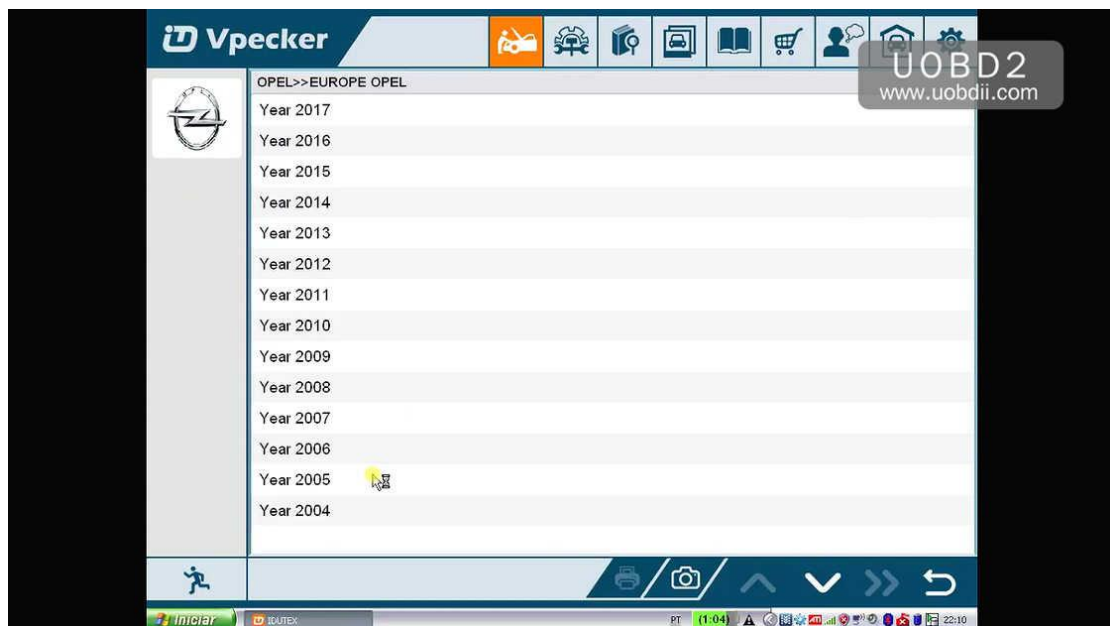 Vpecker
UOBD2
www.uobdii.com
OPEL>>EUROPE OPEL
Year 2017
Year 2016
Year 2015
Year 2014
Year 2013
Year 2012
Year 2011
Year 2010
Year 2009
Year 2008
Year 2007
Year 2006
Year 2005
Year 2004
Iniciar
IDUTEX
PT
(1:04)
22:10